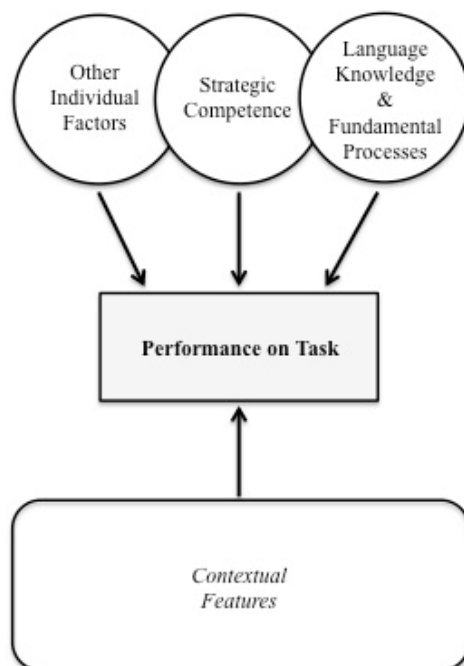 Other
Individual
Factors
Strategic
Competence
Language
Knowledge
&
Fundamental
Processes
Performance on Task
Contextual
Features